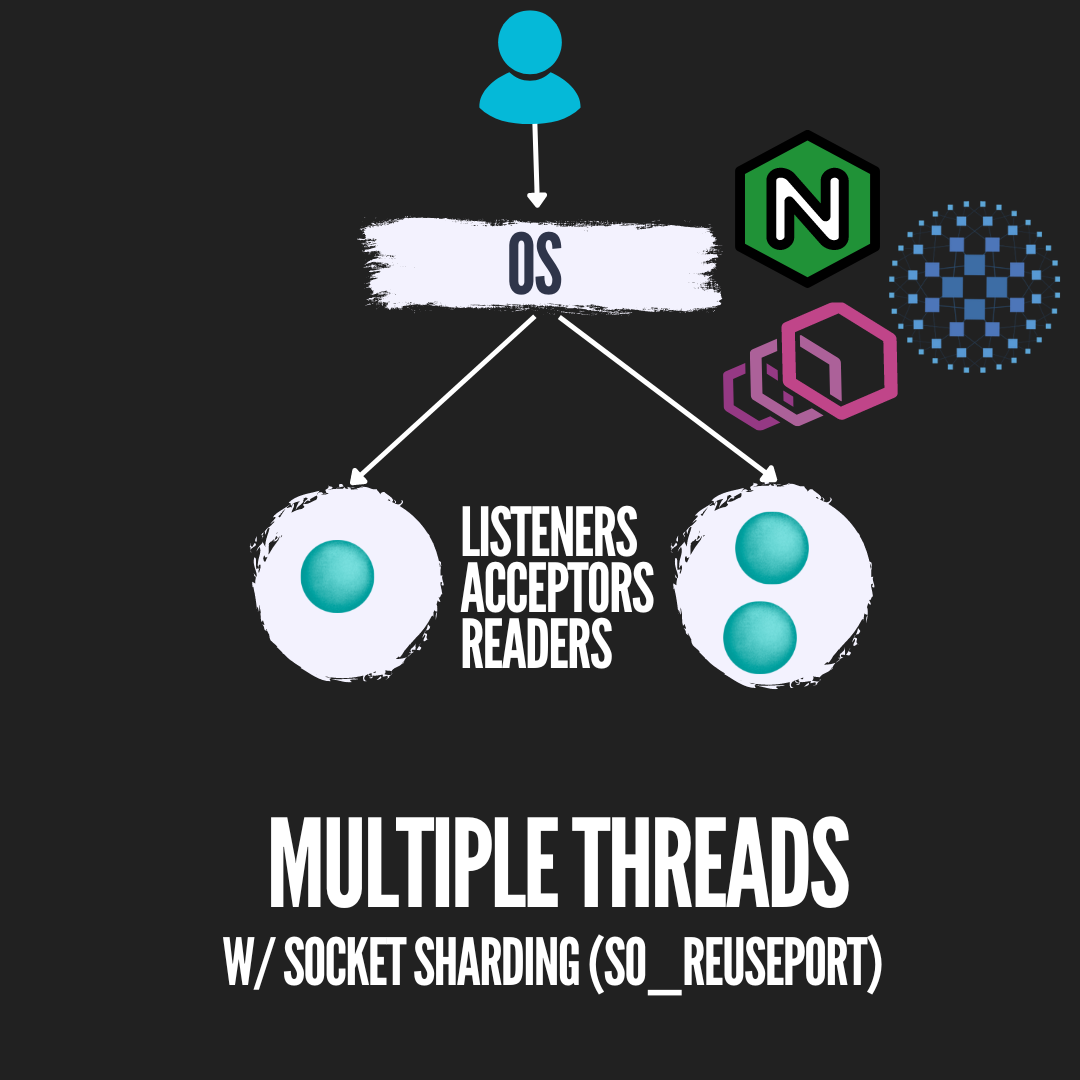 N
OS
LISTENERS
ACCEPTORS
READERS
MULTIPLE THREADS
W/ SOCKET SHARDING (SO_REUSEPORT)